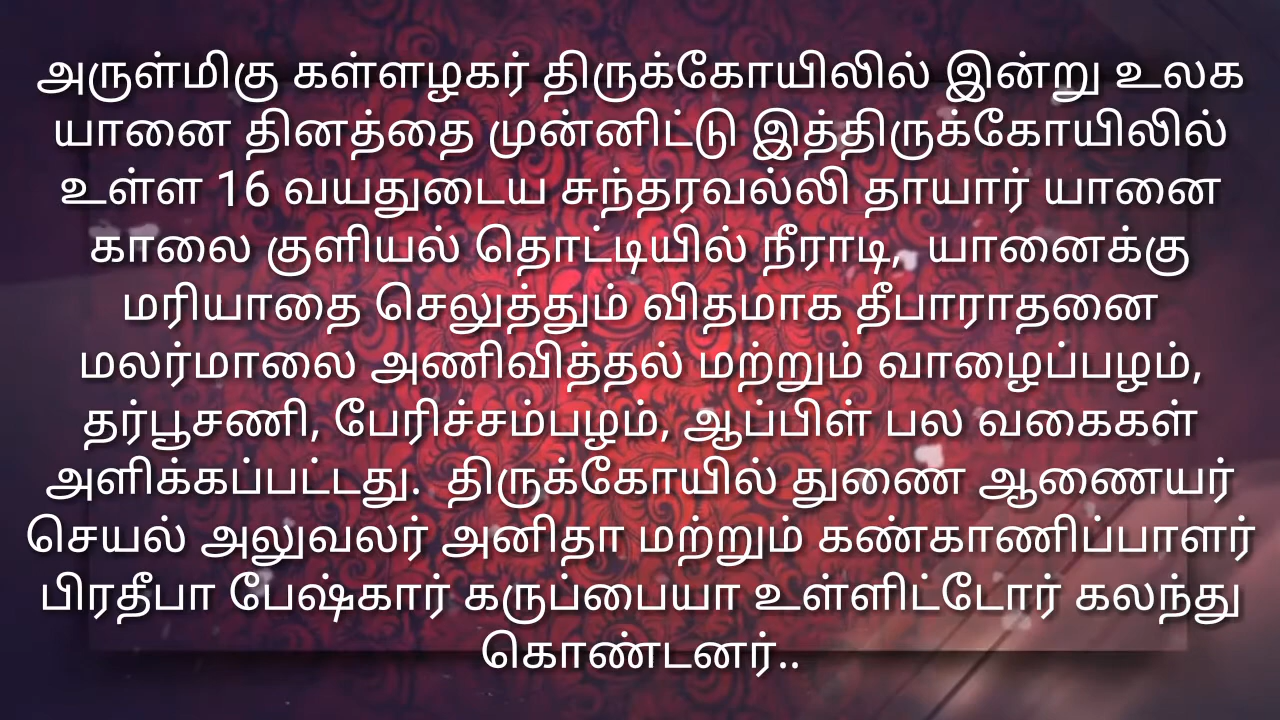 அருள்மிகு கள்ளழகர் திருக்கோயிலில் இன்று உலக
யானை தினத்தை முன்னிட்டு இத்திருக்கோயிலில்
உள்ள 16 வயதுடைய சுந்தரவல்லி தாயார் யானை
காலை குளியல் தொட்டியில் நீராடி,  யானைக்கு
மரியாதை செலுத்தும் விதமாக தீபாராதனை
மலர்மாலை அணிவித்தல் மற்றும் வாழைப்பழம்,
தர்பூசணி, பேரிச்சம்பழம், ஆப்பிள் பல வகைகள்
அளிக்கப்பட்டது.  திருக்கோயில் துணை ஆணையர்
செயல் அலுவலர் அனிதா மற்றும் கண்காணிப்பாளர்
பிரதீபா பேஷ்கார் கருப்பையா உள்ளிட்டோர் கலந்து
கொண்டனர்..